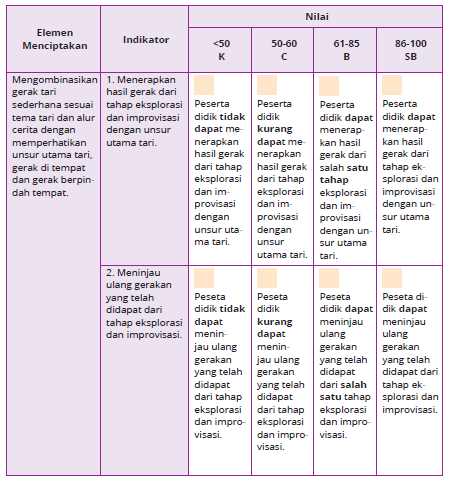 Elemen
Menciptakan
Indikator
Nilai
<50
K
50-60
C
61-85
B
86-100
SB
Mengombinasikan
gerak tari
sederhana sesuai
tema tari dan alur
cerita dengan
memperhatikan
unsur utama tari,
gerak di tempat
dan gerak berpin-
dah tempat.
1. Menerapkan
hasil gerak dari
tahap eksplorasi
dan improvisasi
dengan unsur
utama tari.
Peserta
didik tidak
dapat me-
nerapkan
hasil gerak
dari tahap
eksplorasi
dan im-
provisasi
dengan
unsur uta-
ma tari.
Peserta
didik
kurang
dapat me-
nerapkan
hasil gerak
dari tahap
eksplorasi
dan im-
provisasi
dengan
unsur
utama tari.
Peserta
didik dapat
menerap-
kan hasil
gerak dari
salah satu
tahap
eksplorasi
dan im-
provisasi
dengan un-
sur utama
tari.
Peserta
didik dapat
menerap-
kan hasil
gerak dari
tahap ek-
splorasi dan
improvisasi
dengan un-
sur utama
tari.
2. Meninjau
ulang gerakan
yang telah
didapat dari
tahap eksplorasi
dan improvisasi.
Peseta
didik tidak
dapat
menin-
jau ulang
gerakan
yang telah
didapat
dari tahap
eksplorasi
dan impro-
visasi.
Peseta
didik
kurang
dapat
menin-
jau ulang
gerakan
yang telah
didapat
dari tahap
eksplorasi
dan impro-
visasi.
Peseta
didik dapat
meninjau
ulang
gerakan
yang telah
didapat
dari salah
satu tahap
eksplorasi
dan impro-
visasi.
Peseta di-
dik dapat
meninjau
ulang
gerakan
yang telah
didapat dari
tahap ek-
splorasi dan
improvisasi.